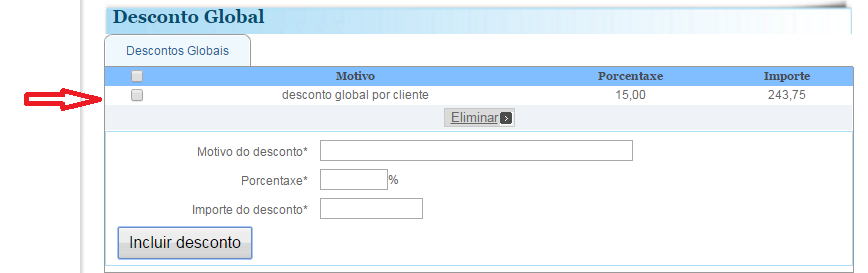 Desconto Global
Descontos Globais
Motivo Porcentaxe Importe
desconto global por cliente 15,00 243,75
Eliminar
Motivo do desconto*
Porcentaxe* %
Importe do desconto*
Incluir desconto